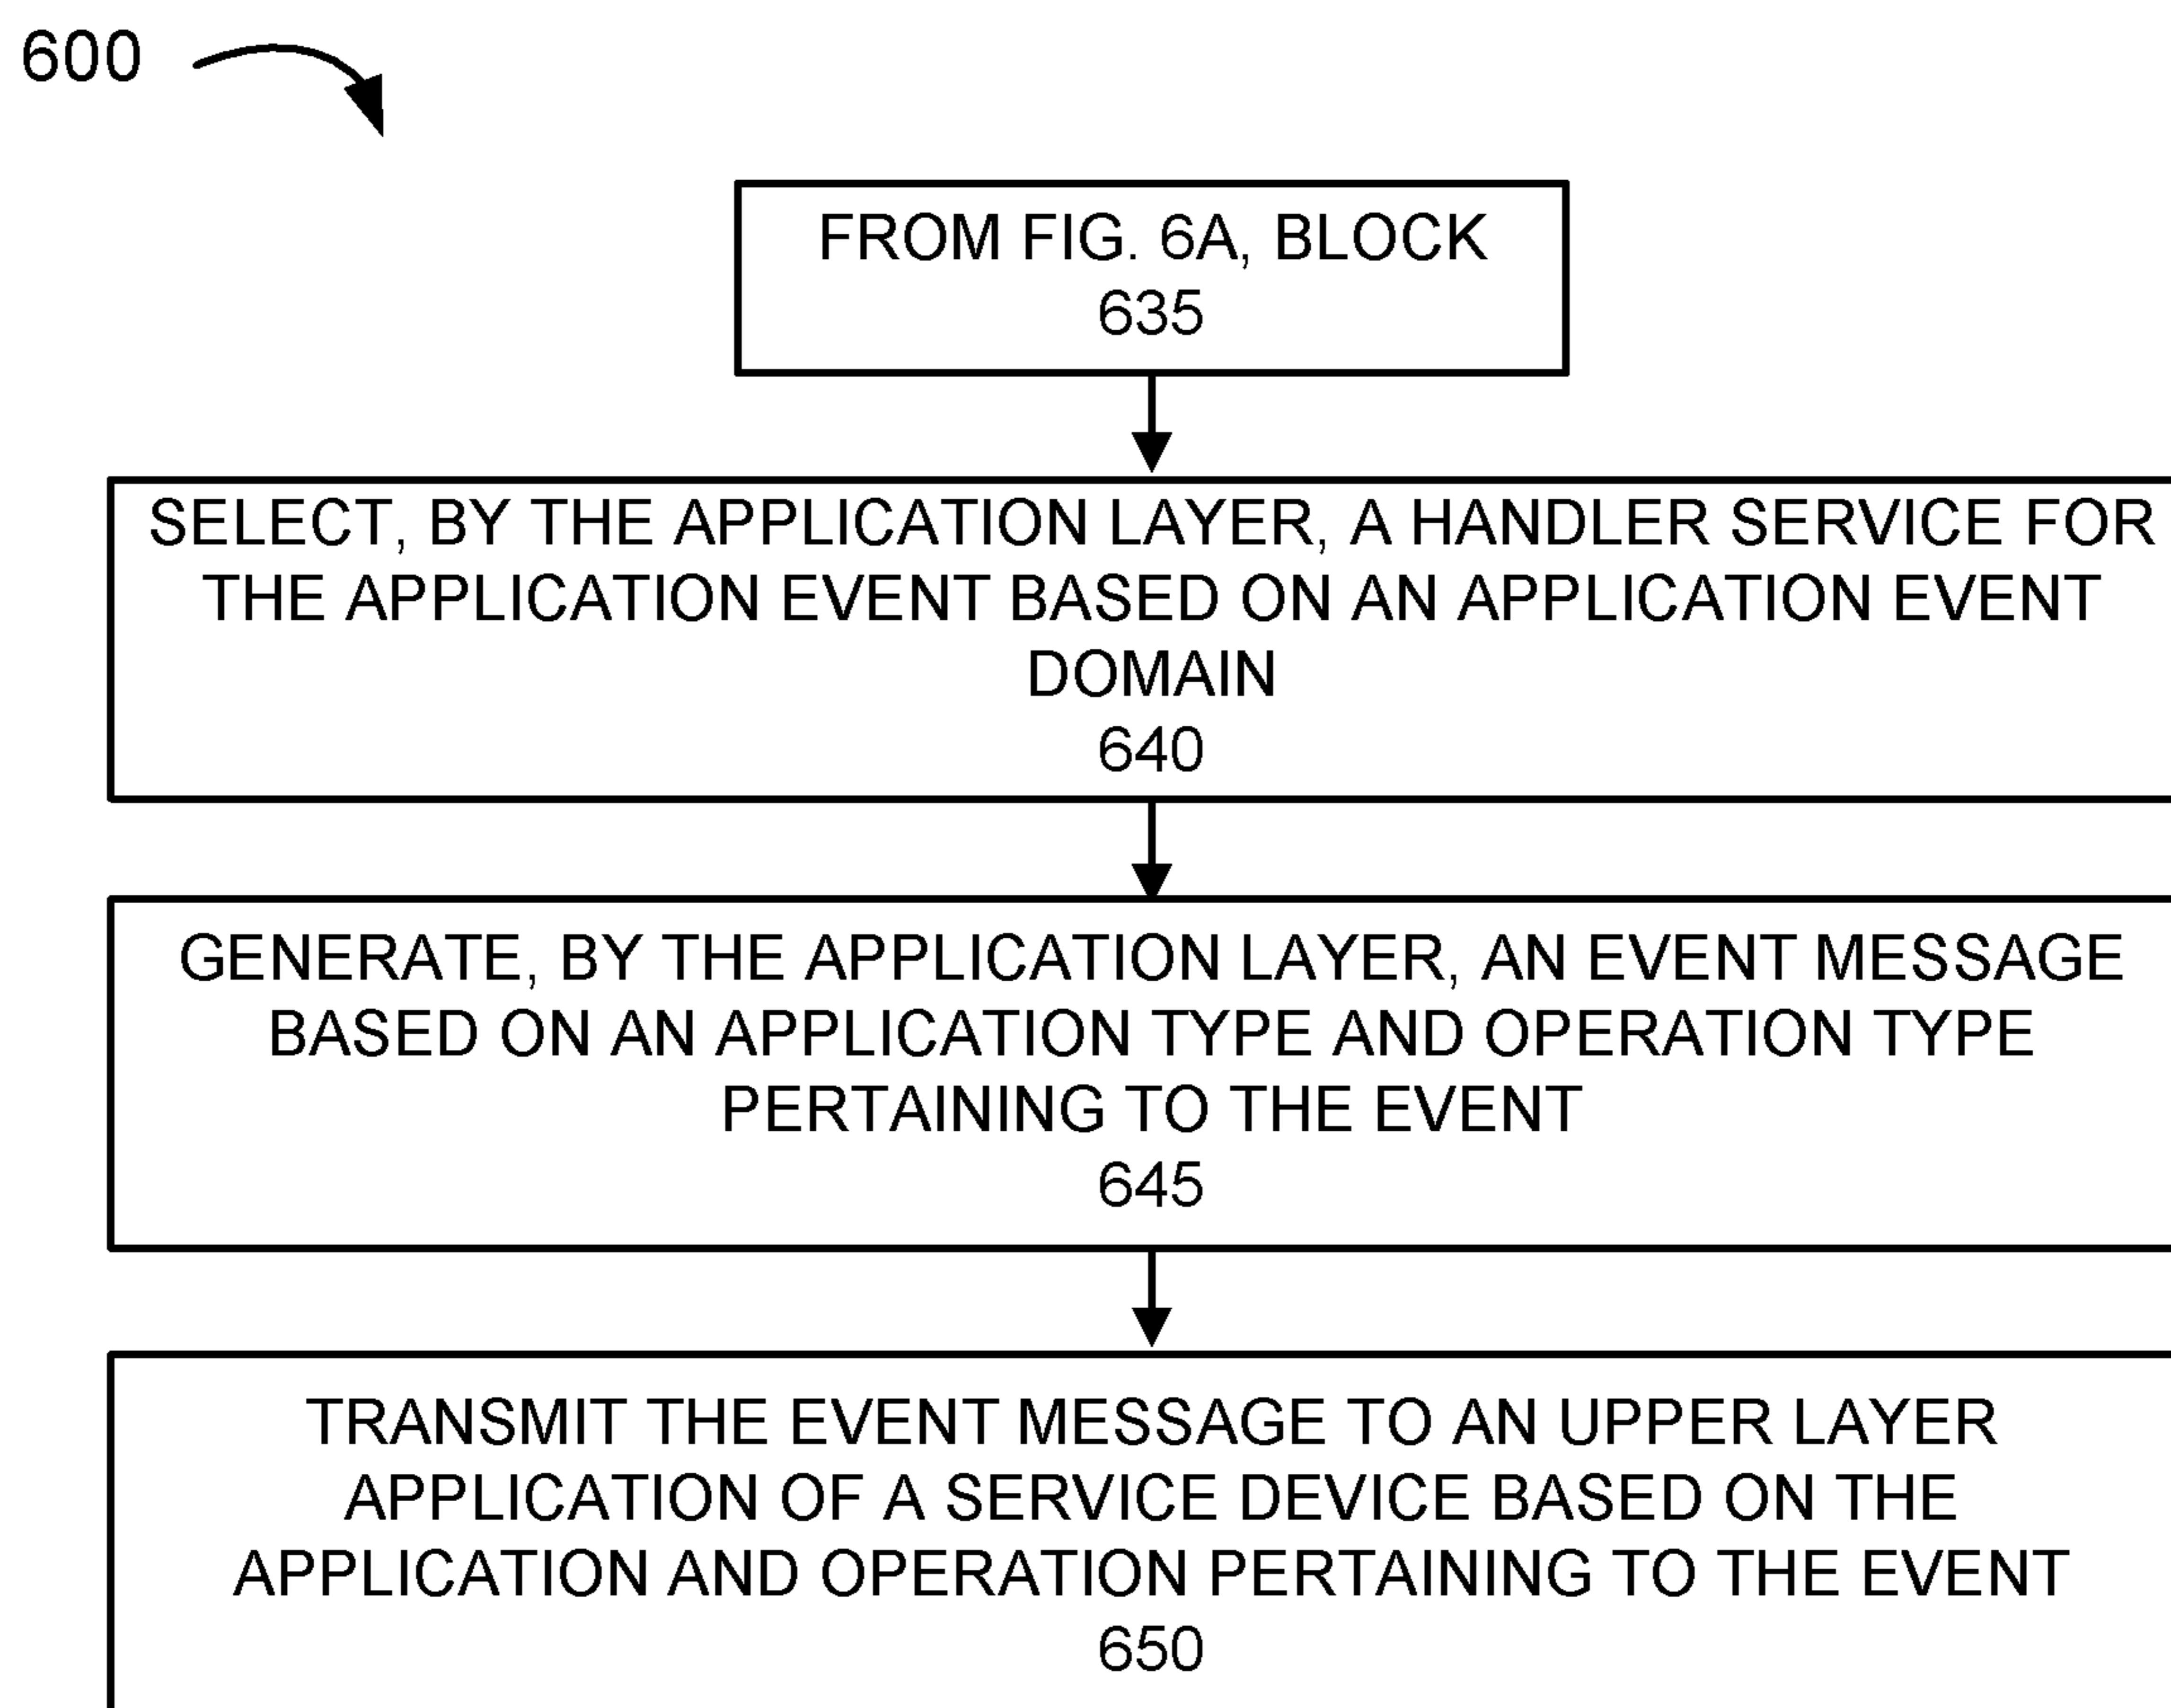 600
FROM FIG. 6A, BLOCK
635
SELECT, BY THE APPLICATION LAYER, A HANDLER SERVICE FOR
THE APPLICATION EVENT BASED ON AN APPLICATION EVENT
DOMAIN
640
GENERATE, BY THE APPLICATION LAYER, AN EVENT MESSAGE
BASED ON AN APPLICATION TYPE AND OPERATION TYPE
PERTAINING TO THE EVENT
645
TRANSMIT THE EVENT MESSAGE TO AN UPPER LAYER
APPLICATION OF A SERVICE DEVICE BASED ON THE
APPLICATION AND OPERATION PERTAINING TO THE EVENT
650